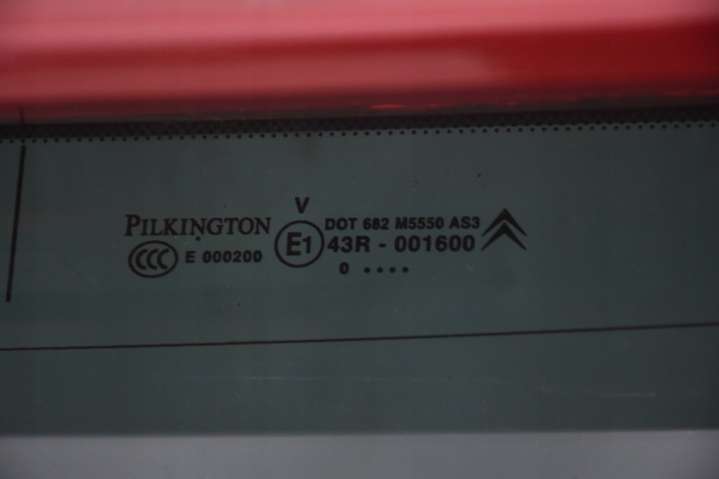 V
PILKINGTON
DOT 682 M5550 AS3
CCC E 000200
E1 43R - 001600
0 ••••